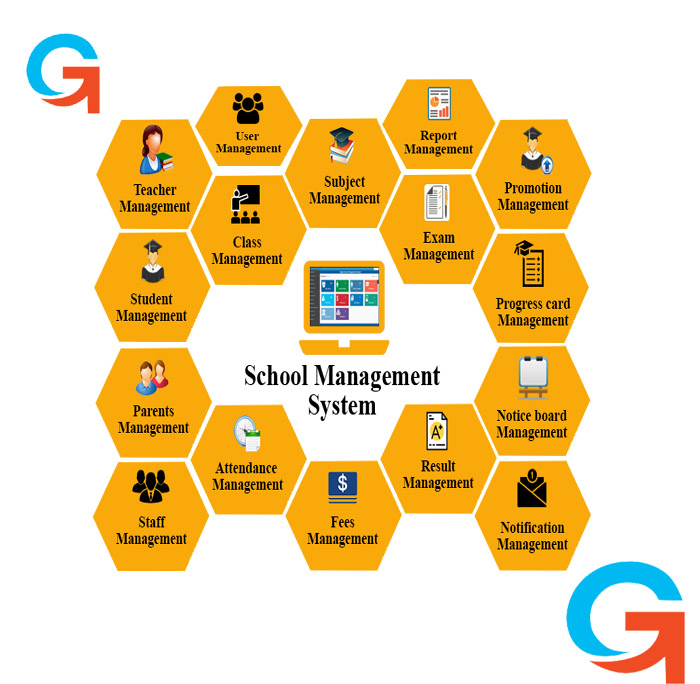 User
Management
Report
Management
Teacher
Management
Subject
Management
Promotion
Management
Class
Management
Exam
Management
Student
Management
Progress card
Management
School Management
System
Parents
Management
Notice board
Management
Attendance
Management
Result
Management
A+
Staff
Management
$
Fees
Management
1
Notification
Management